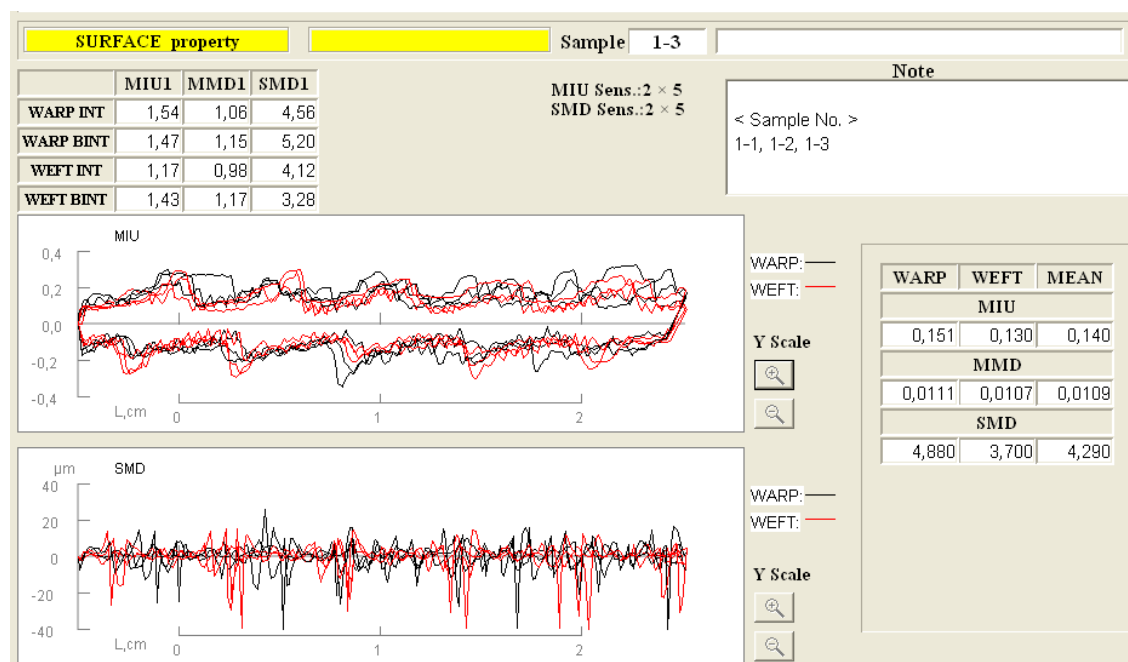 SURFACE property
Sample 1-3
MIU1 MMD1 SMD1
WARP INT 1,54 1,06 4,56
WARP BINT 1,47 1,15 5,20
WEFT INT 1,17 0,98 4,12
WEFT BINT 1,43 1,17 3,28
MIU Sens.:2 × 5
SMD Sens.:2 × 5
Note
< Sample No. >
1-1, 1-2, 1-3
MIU
0,4
0,2
0,0
-0,2
-0,4
L,cm 0 1 2
WARP:
WEFT:
Y Scale
WARP WEFT MEAN
MIU
0,151 0,130 0,140
MMD
0,0111 0,0107 0,0109
SMD
4,880 3,700 4,290
µm SMD
40
20
0
-20
-40
L,cm 0 1 2
WARP:
WEFT:
Y Scale